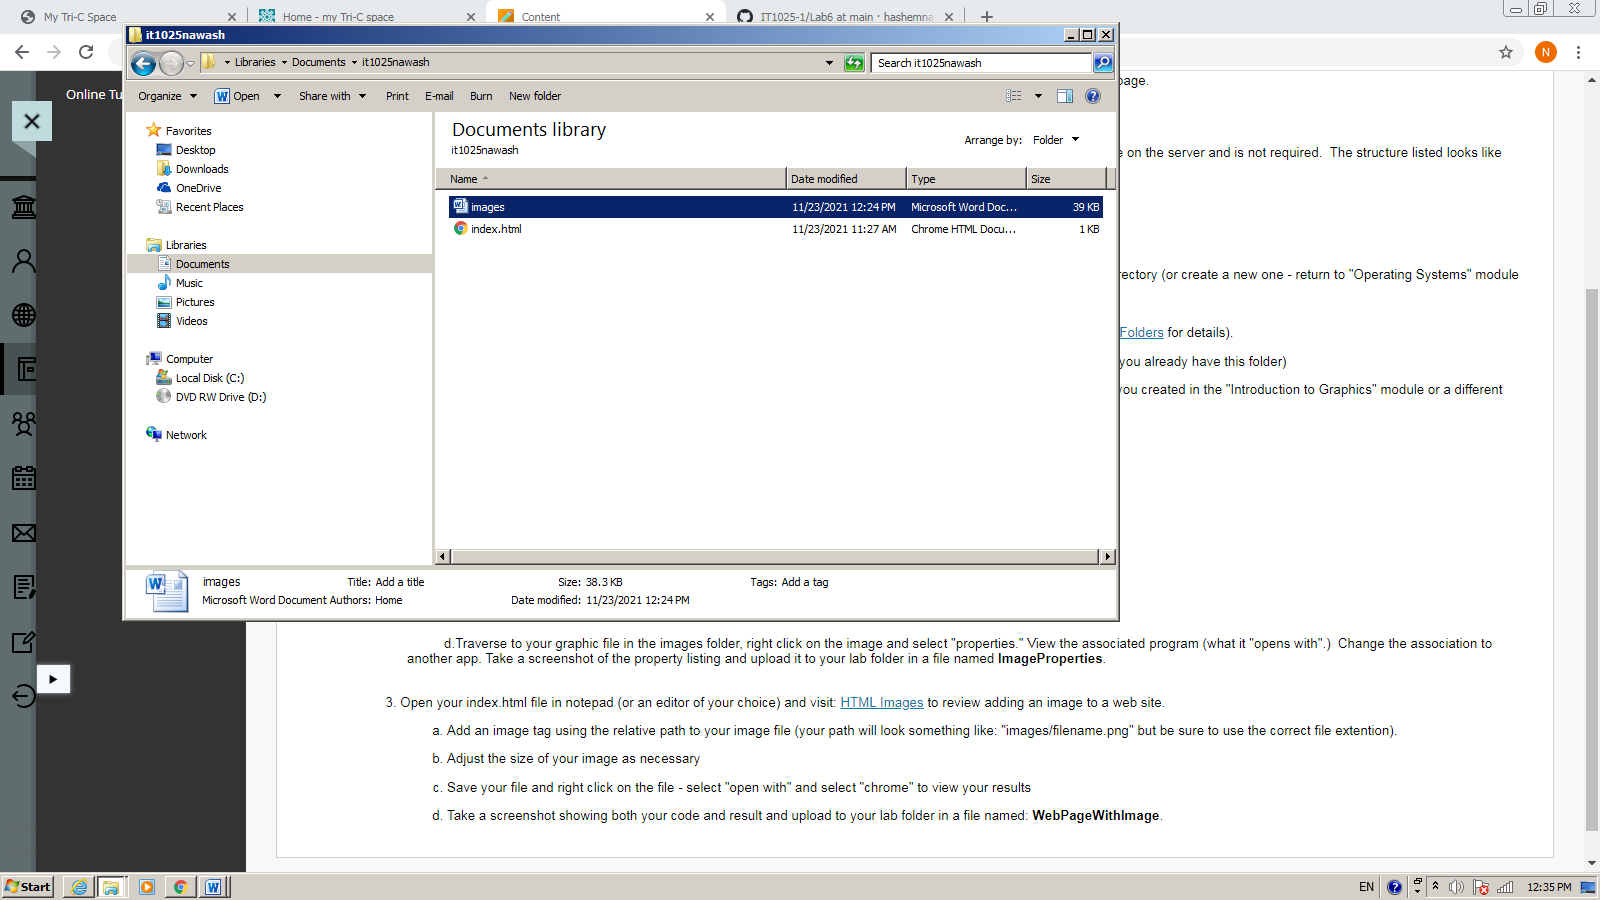 My Tri-C Space
Home - my Tri-C space
Content
IT1025-1/Lab6 at main · hashemna
it1025nawash
Libraries Documents it1025nawash
Search it1025nawash
N
Organize Open Share with Print E-mail Burn New folder
Online Tu
Favorites
Desktop
Downloads
OneDrive
Recent Places
Libraries
Documents
Music
Pictures
Videos
Computer
Local Disk (C:)
DVD RW Drive (D:)
Network
Documents library
it1025nawash
Arrange by: Folder
Name Date modified Type Size
images 11/23/2021 12:24 PM Microsoft Word Doc... 39 KB
index.html 11/23/2021 11:27 AM Chrome HTML Docu... 1 KB
images Title: Add a title Size: 38.3 KB Tags: Add a tag
Microsoft Word Document Authors: Home Date modified: 11/23/2021 12:24 PM
page.
e on the server and is not required. The structure listed looks like
rectory (or create a new one - return to "Operating Systems" module
Folders for details).
you already have this folder)
you created in the "Introduction to Graphics" module or a different
d.Traverse to your graphic file in the images folder, right click on the image and select "properties." View the associated program (what it "opens with".) Change the association to
another app. Take a screenshot of the property listing and upload it to your lab folder in a file named ImageProperties.
3. Open your index.html file in notepad (or an editor of your choice) and visit: HTML Images to review adding an image to a web site.
a. Add an image tag using the relative path to your image file (your path will look something like: "images/filename.png" but be sure to use the correct file extention).
b. Adjust the size of your image as necessary
c. Save your file and right click on the file - select "open with" and select "chrome" to view your results
d. Take a screenshot showing both your code and result and upload to your lab folder in a file named: WebPageWithImage.
Start
EN
12:35 PM